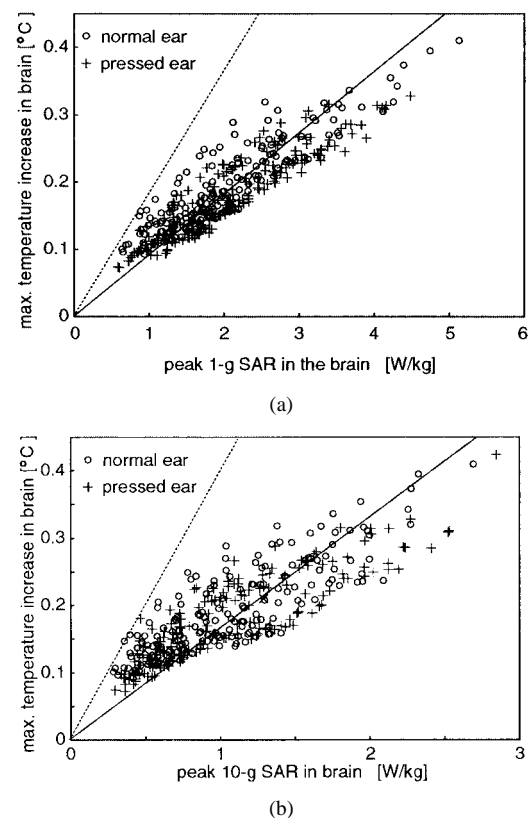 max. temperature increase in brain [°C]
0.4
0.3
0.2
0.1
0
o normal ear
+ pressed ear
0 1 2 3 4 5 6
peak 1-g SAR in the brain [W/kg]
(a)
max. temperature increase in brain [°C]
0.4
0.3
0.2
0.1
0
o normal ear
+ pressed ear
0 1 2 3
peak 10-g SAR in brain [W/kg]
(b)